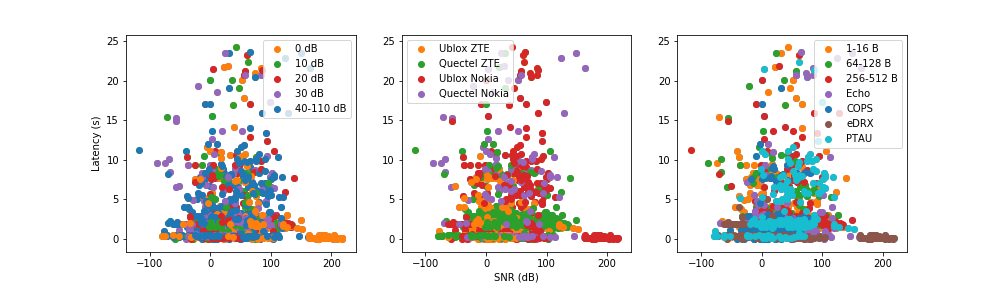 25
20
15
10
5
0
Latency (s)
−100
0
100
200
0 dB
10 dB
20 dB
30 dB
40-110 dB
25
20
15
10
5
0
−100
0
100
200
SNR (dB)
Ublox ZTE
Quectel ZTE
Ublox Nokia
Quectel Nokia
25
20
15
10
5
0
−100
0
100
200
1-16 B
64-128 B
256-512 B
Echo
COPS
eDRX
PTAU